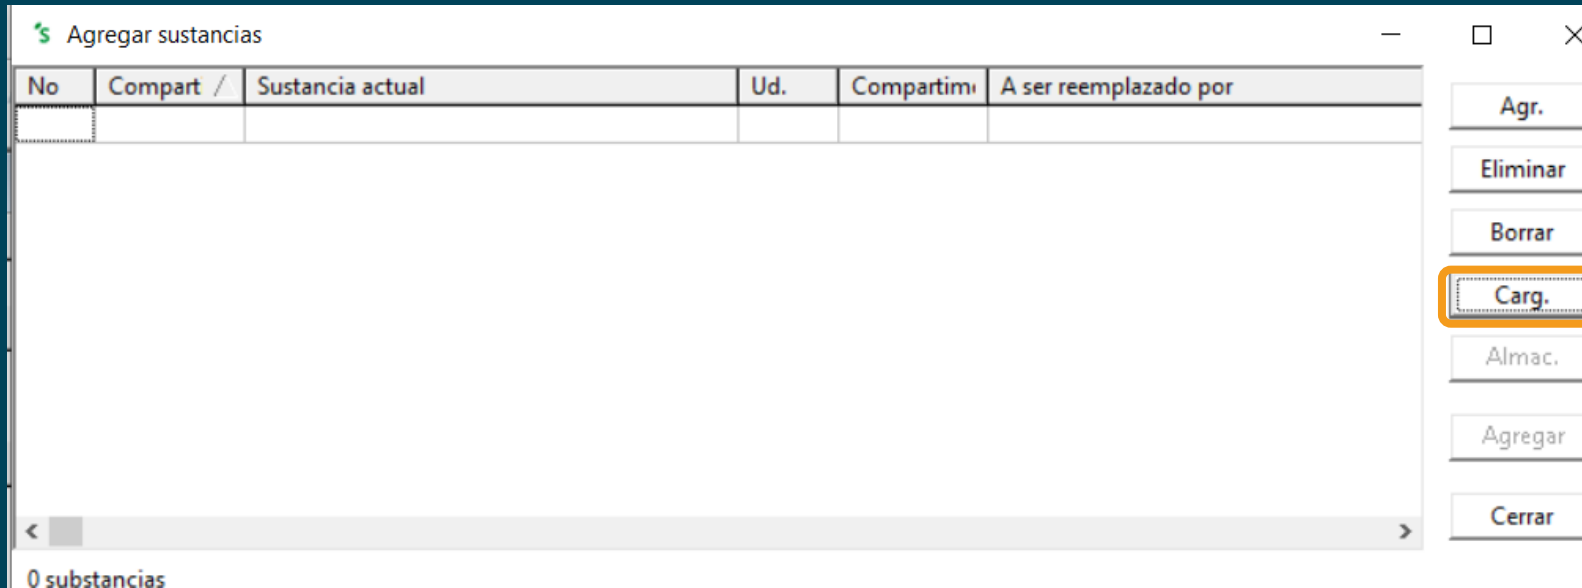 Agregar sustancias
No Compart Sustancia actual Ud. Compartim A ser reemplazado por
Agr.
Eliminar
Borrar
Carg.
Almac.
Agregar
Cerrar
0 substancias